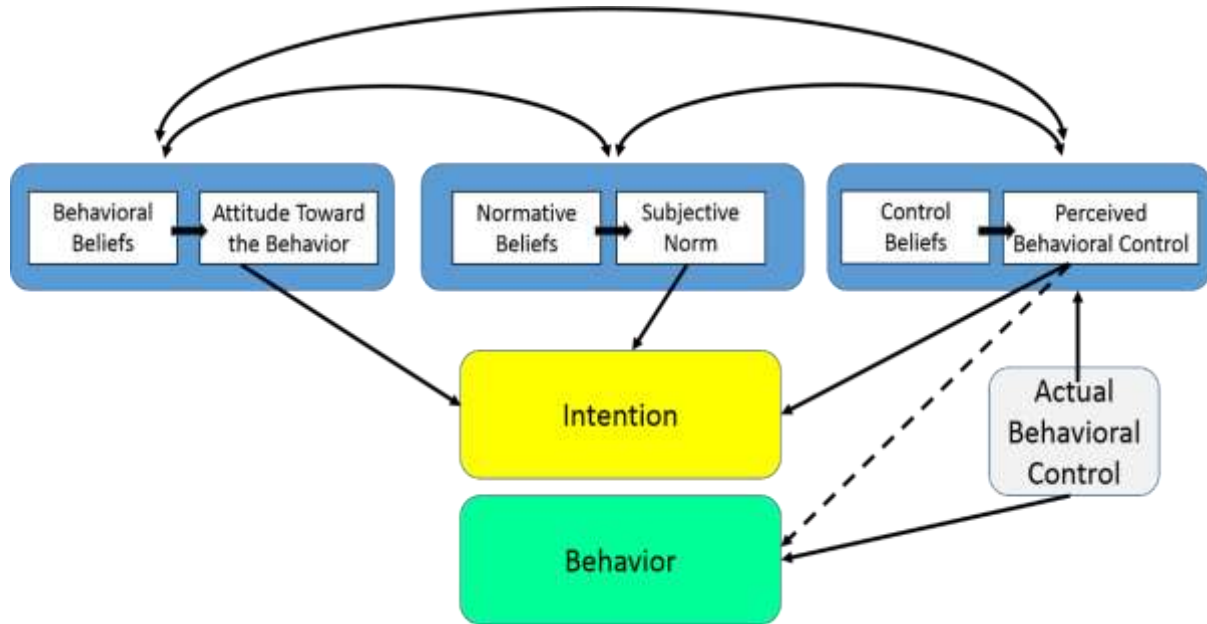 Behavioral
Beliefs
Attitude Toward
the Behavior
Normative
Beliefs
Subjective
Norm
Control
Beliefs
Perceived
Behavioral Control
Intention
Actual
Behavioral
Control
Behavior